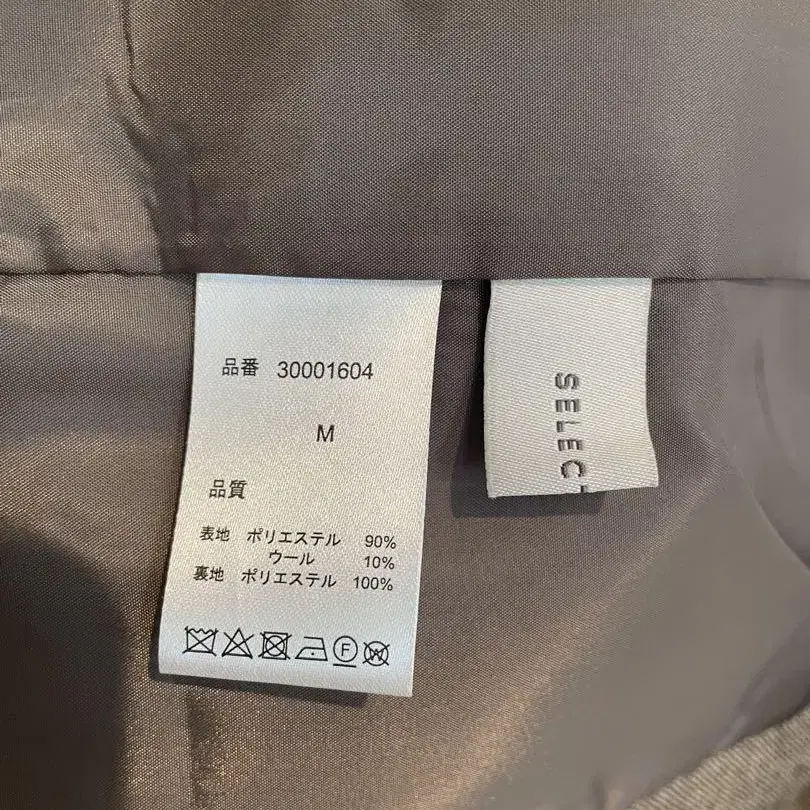 品番 30001604
M
品質
表地 ポリエステル 90%
ウール 10%
裏地 ポリエステル 100%
F
W
SELEC